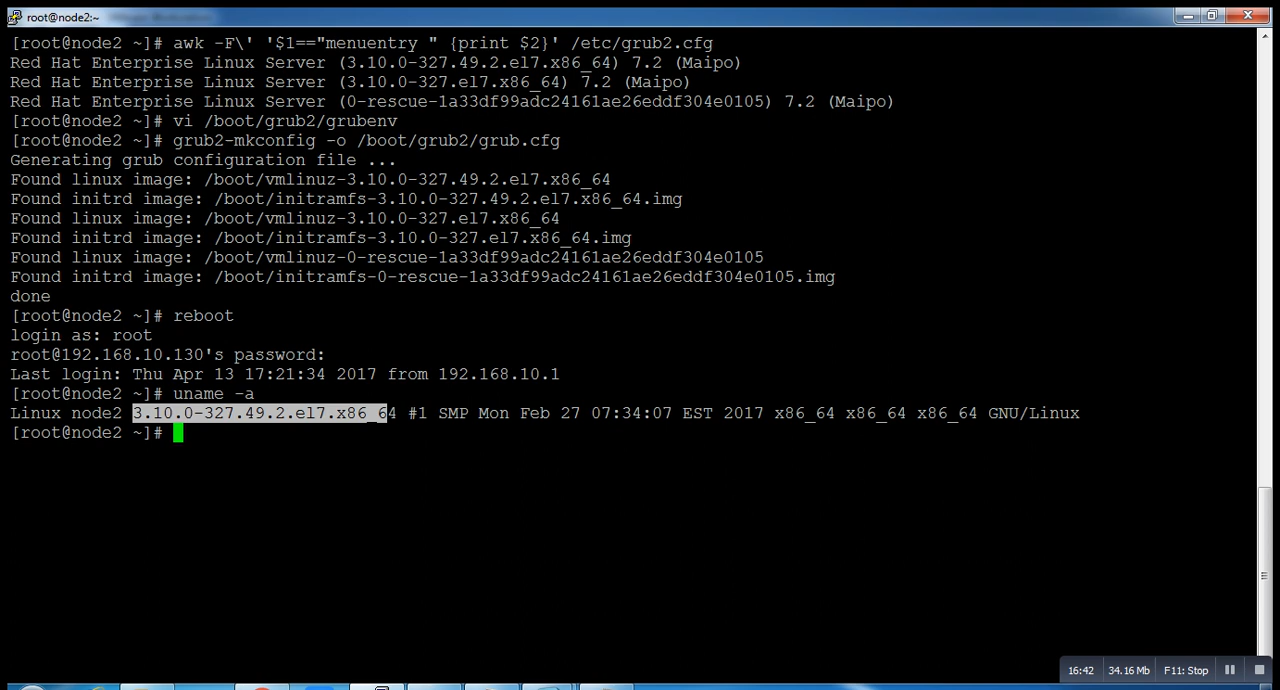 root@node2:~
[root@node2 ~]# awk -F\' '$1=="menuentry " {print $2}' /etc/grub2.cfg
Red Hat Enterprise Linux Server (3.10.0-327.49.2.el7.x86_64) 7.2 (Maipo)
Red Hat Enterprise Linux Server (3.10.0-327.el7.x86_64) 7.2 (Maipo)
Red Hat Enterprise Linux Server (0-rescue-1a33df99adc24161ae26eddf304e0105) 7.2 (Maipo)
[root@node2 ~]# vi /boot/grub2/grubenv
[root@node2 ~]# grub2-mkconfig -o /boot/grub2/grub.cfg
Generating grub configuration file ...
Found linux image: /boot/vmlinuz-3.10.0-327.49.2.el7.x86_64
Found initrd image: /boot/initramfs-3.10.0-327.49.2.el7.x86_64.img
Found linux image: /boot/vmlinuz-3.10.0-327.el7.x86_64
Found initrd image: /boot/initramfs-3.10.0-327.el7.x86_64.img
Found linux image: /boot/vmlinuz-0-rescue-1a33df99adc24161ae26eddf304e0105
Found initrd image: /boot/initramfs-0-rescue-1a33df99adc24161ae26eddf304e0105.img
done
[root@node2 ~]# reboot
login as: root
root@192.168.10.130's password:
Last login: Thu Apr 13 17:21:34 2017 from 192.168.10.1
[root@node2 ~]# uname -a
Linux node2 3.10.0-327.49.2.el7.x86_64 #1 SMP Mon Feb 27 07:34:07 EST 2017 x86_64 x86_64 x86_64 GNU/Linux
[root@node2 ~]#
16:42 34.16 Mb F11: Stop